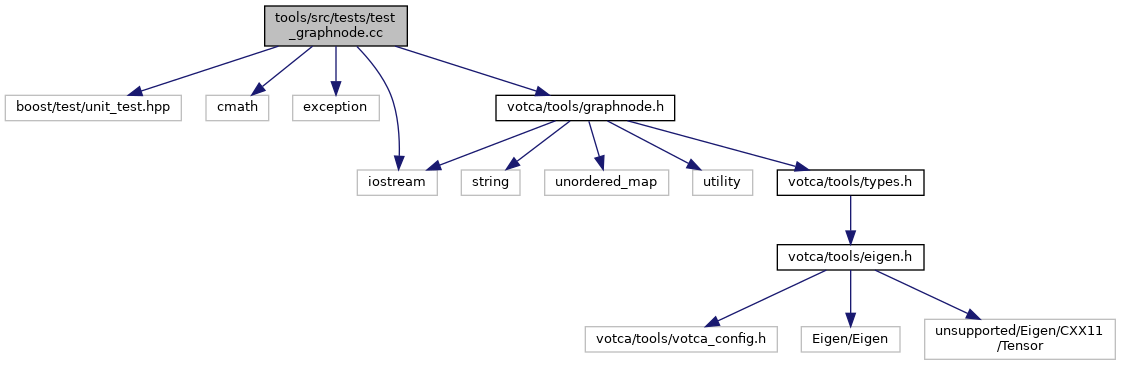 tools/src/tests/test
_graphnode.cc
boost/test/unit_test.hpp
cmath
exception
votca/tools/graphnode.h
iostream
string
unordered_map
utility
votca/tools/types.h
votca/tools/eigen.h
votca/tools/votca_config.h
Eigen/Eigen
unsupported/Eigen/CXX11
/Tensor